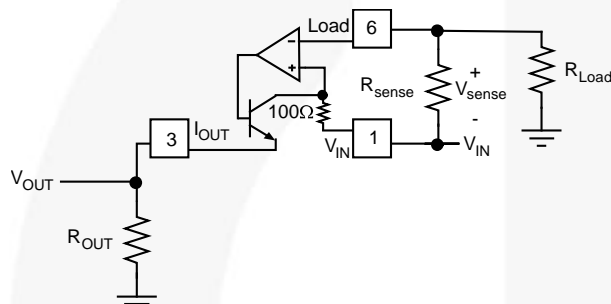 Load
6
-
+
R_sense
+
V_sense
-
R_Load
100Ω
I_OUT
3
V_IN
1
V_IN
V_OUT
R_OUT